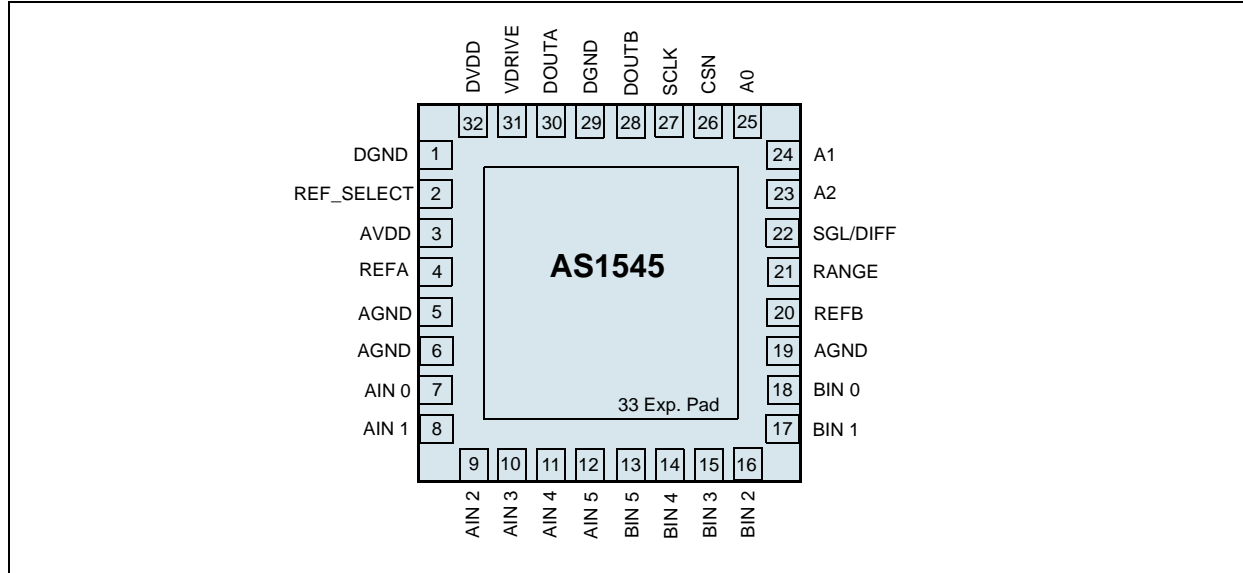 DVDD
VDRIVE
DOUTA
DGND
DOUTB
SCLK
CSN
A0
32 31 30 29 28 27 26 25
DGND 1
24 A1
REF_SELECT 2
23 A2
AVDD 3
22 SGL/DIFF
REFA 4
21 RANGE
AGND 5
20 REFB
AGND 6
19 AGND
AIN 0 7
18 BIN 0
AIN 1 8
17 BIN 1
AS1545
33 Exp. Pad
9 10 11 12 13 14 15 16
AIN 2
AIN 3
AIN 4
AIN 5
BIN 5
BIN 4
BIN 3
BIN 2